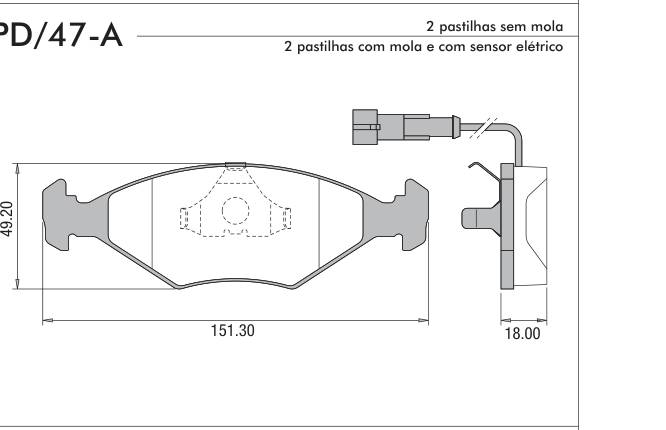 PD/47-A
2 pastilhas sem mola
2 pastilhas com mola e com sensor elétrico
49.20
151.30
18.00